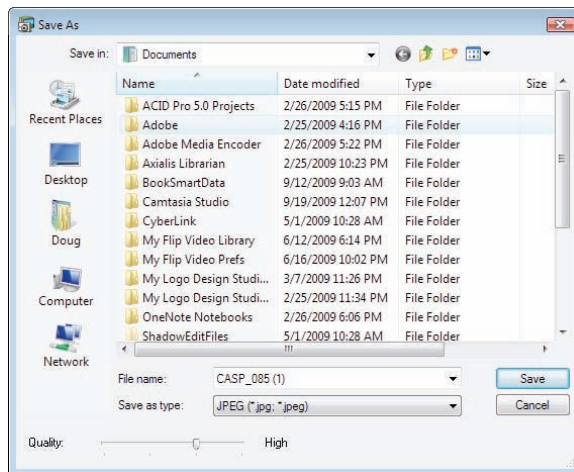 Save As
Save in: Documents
Name Date modified Type Size
ACID Pro 5.0 Projects 2/26/2009 5:15 PM File Folder
Adobe 2/25/2009 4:16 PM File Folder
Adobe Media Encoder 2/26/2009 5:22 PM File Folder
Axialis Librarian 2/25/2009 10:23 PM File Folder
BookSmartData 9/12/2009 9:03 AM File Folder
Camtasia Studio 9/19/2009 12:07 PM File Folder
CyberLink 5/1/2009 10:28 AM File Folder
My Flip Video Library 6/12/2009 6:14 PM File Folder
My Flip Video Prefs 6/16/2009 10:02 PM File Folder
My Logo Design Studi... 3/7/2009 11:26 PM File Folder
My Logo Design Studi... 2/25/2009 11:34 PM File Folder
OneNote Notebooks 2/26/2009 6:06 PM File Folder
ShadowEditFiles 5/1/2009 10:28 AM File Folder
Recent Places
Desktop
Doug
Computer
Network
File name: CASP_085 (1) Save
Save as type: JPEG (*.jpg; *.jpeg) Cancel
Quality: High